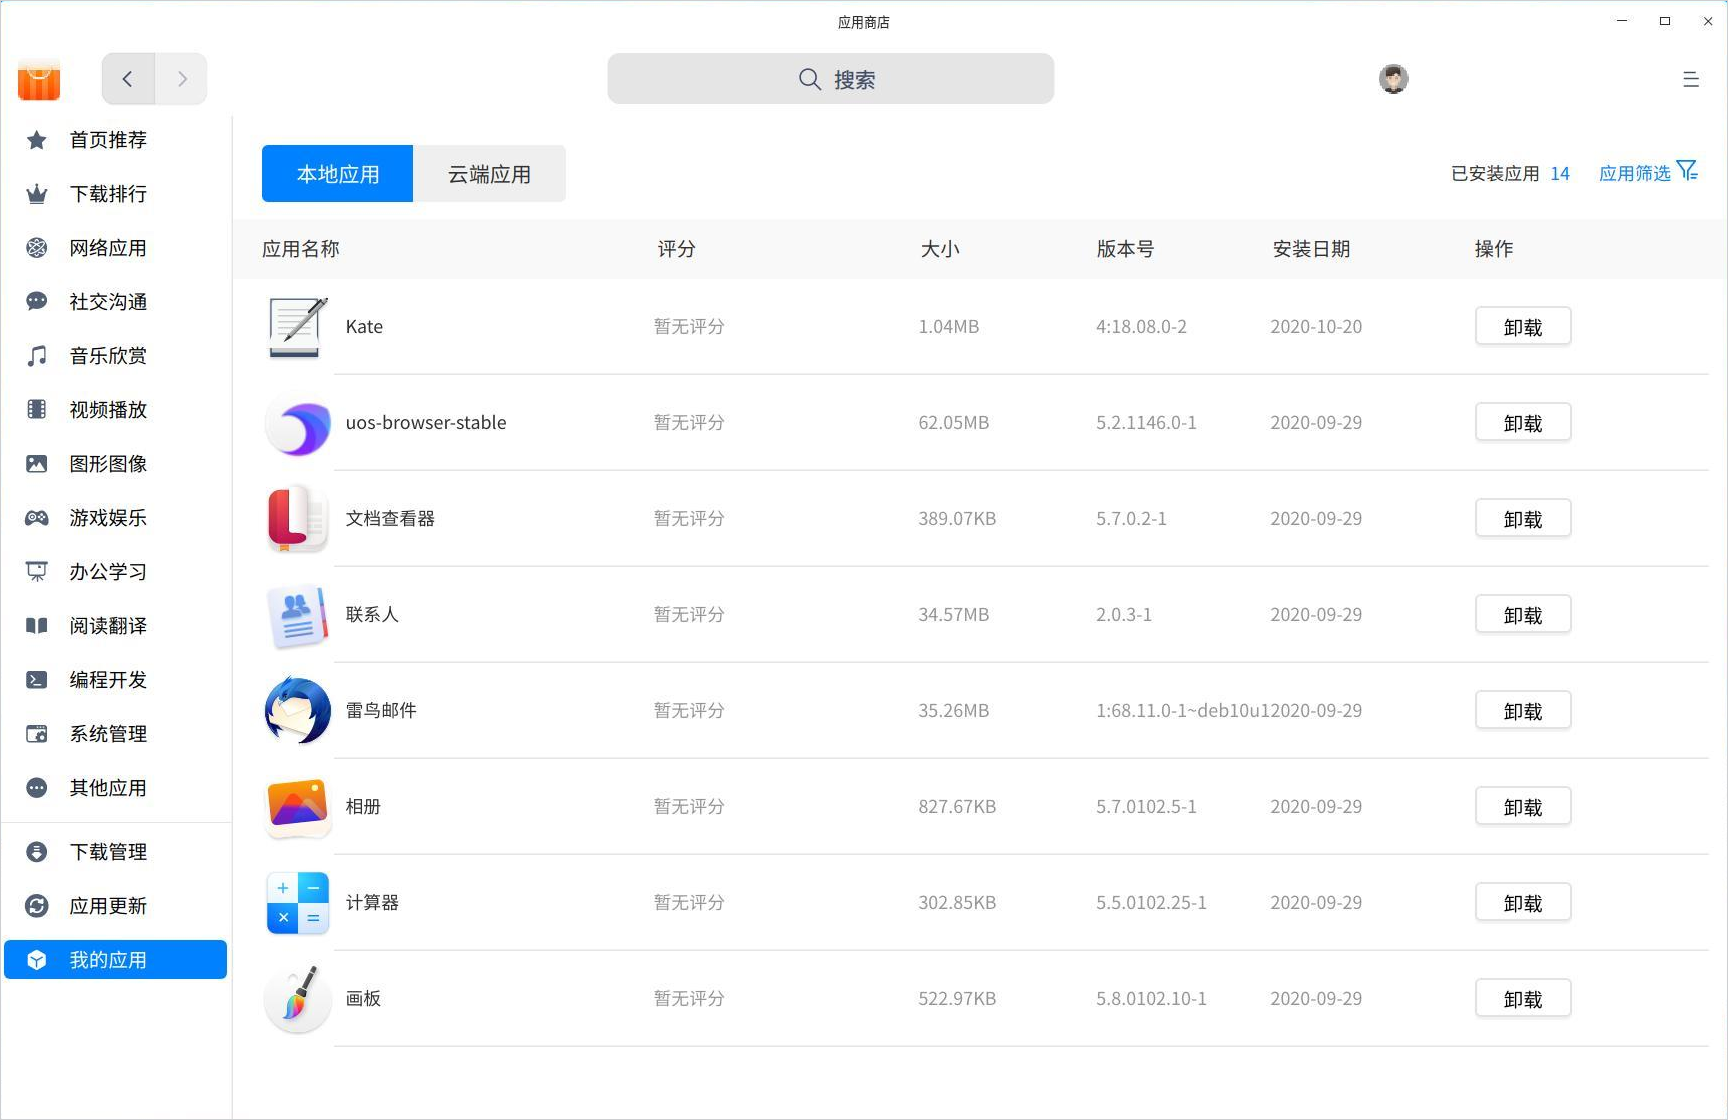 应用商店
搜索
首页推荐
下载排行
网络应用
社交沟通
音乐欣赏
视频播放
图形图像
游戏娱乐
办公学习
阅读翻译
编程开发
系统管理
其他应用
下载管理
应用更新
我的应用
本地应用 云端应用 已安装应用 14 应用筛选
应用名称 评分 大小 版本号 安装日期 操作
Kate 暂无评分 1.04MB 4:18.08.0-2 2020-10-20 卸载
uos-browser-stable 暂无评分 62.05MB 5.2.1146.0-1 2020-09-29 卸载
文档查看器 暂无评分 389.07KB 5.7.0.2-1 2020-09-29 卸载
联系人 暂无评分 34.57MB 2.0.3-1 2020-09-29 卸载
雷鸟邮件 暂无评分 35.26MB 1:68.11.0-1~deb10u12020-09-29 卸载
相册 暂无评分 827.67KB 5.7.0102.5-1 2020-09-29 卸载
计算器 暂无评分 302.85KB 5.5.0102.25-1 2020-09-29 卸载
画板 暂无评分 522.97KB 5.8.0102.10-1 2020-09-29 卸载